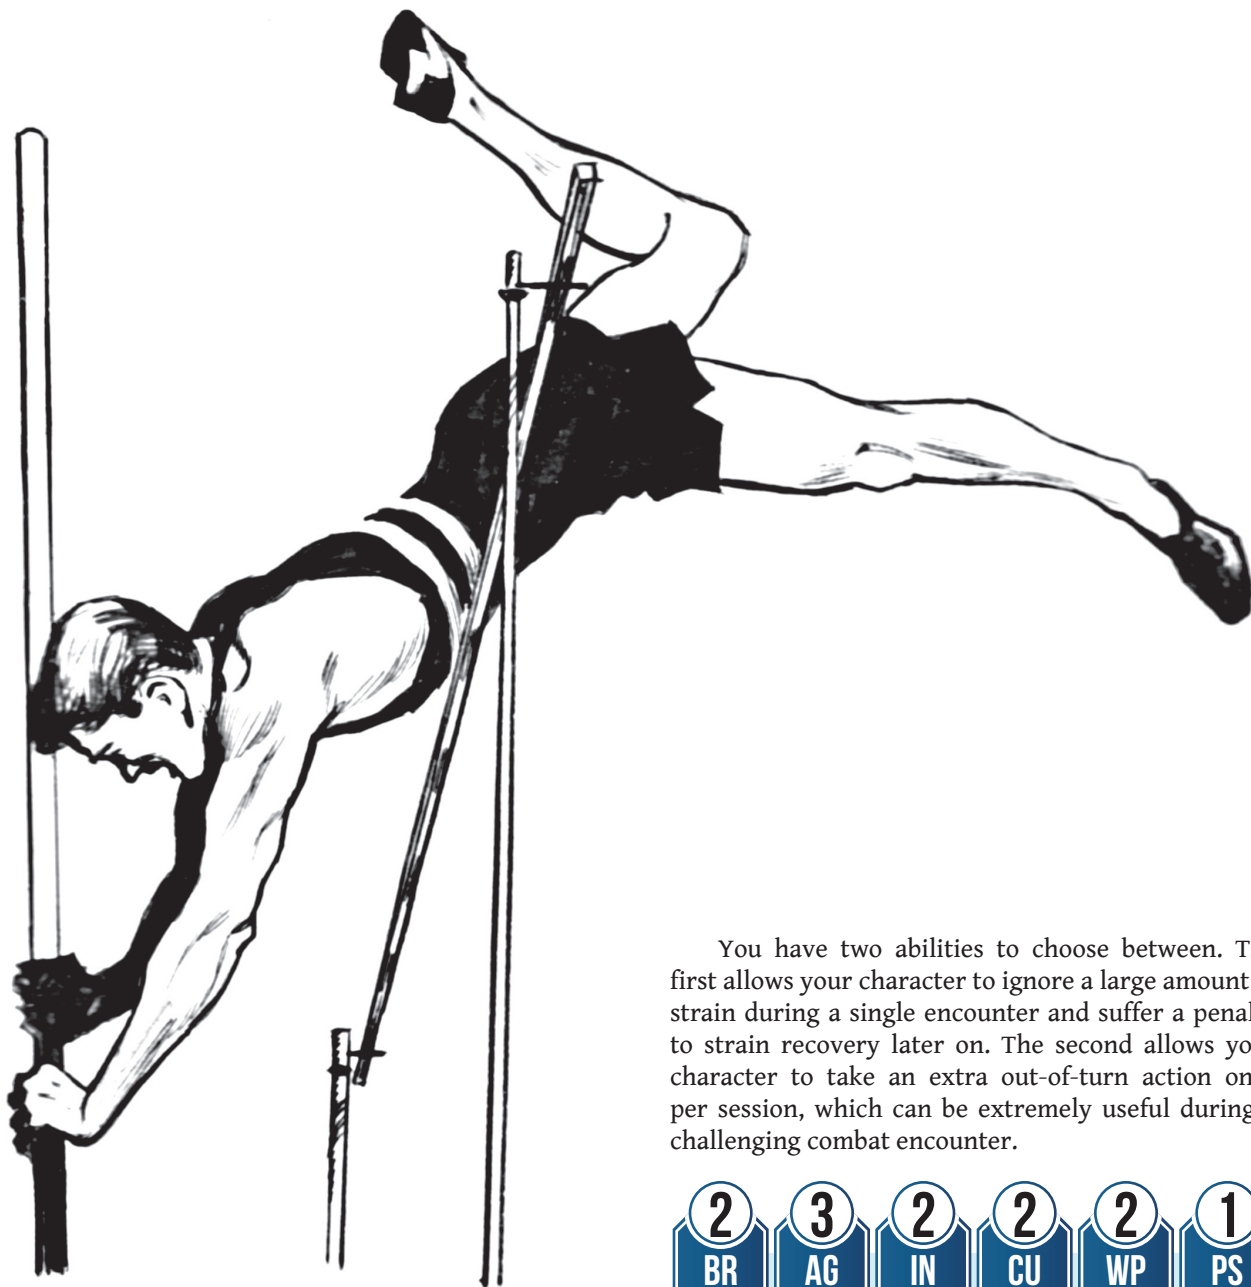 You have two abilities to choose between. T
first allows your character to ignore a large amount
strain during a single encounter and suffer a penal
to strain recovery later on. The second allows yo
character to take an extra out-of-turn action on
per session, which can be extremely useful during
challenging combat encounter.
2 3 2 2 2 1
BR AG IN CU WP PS